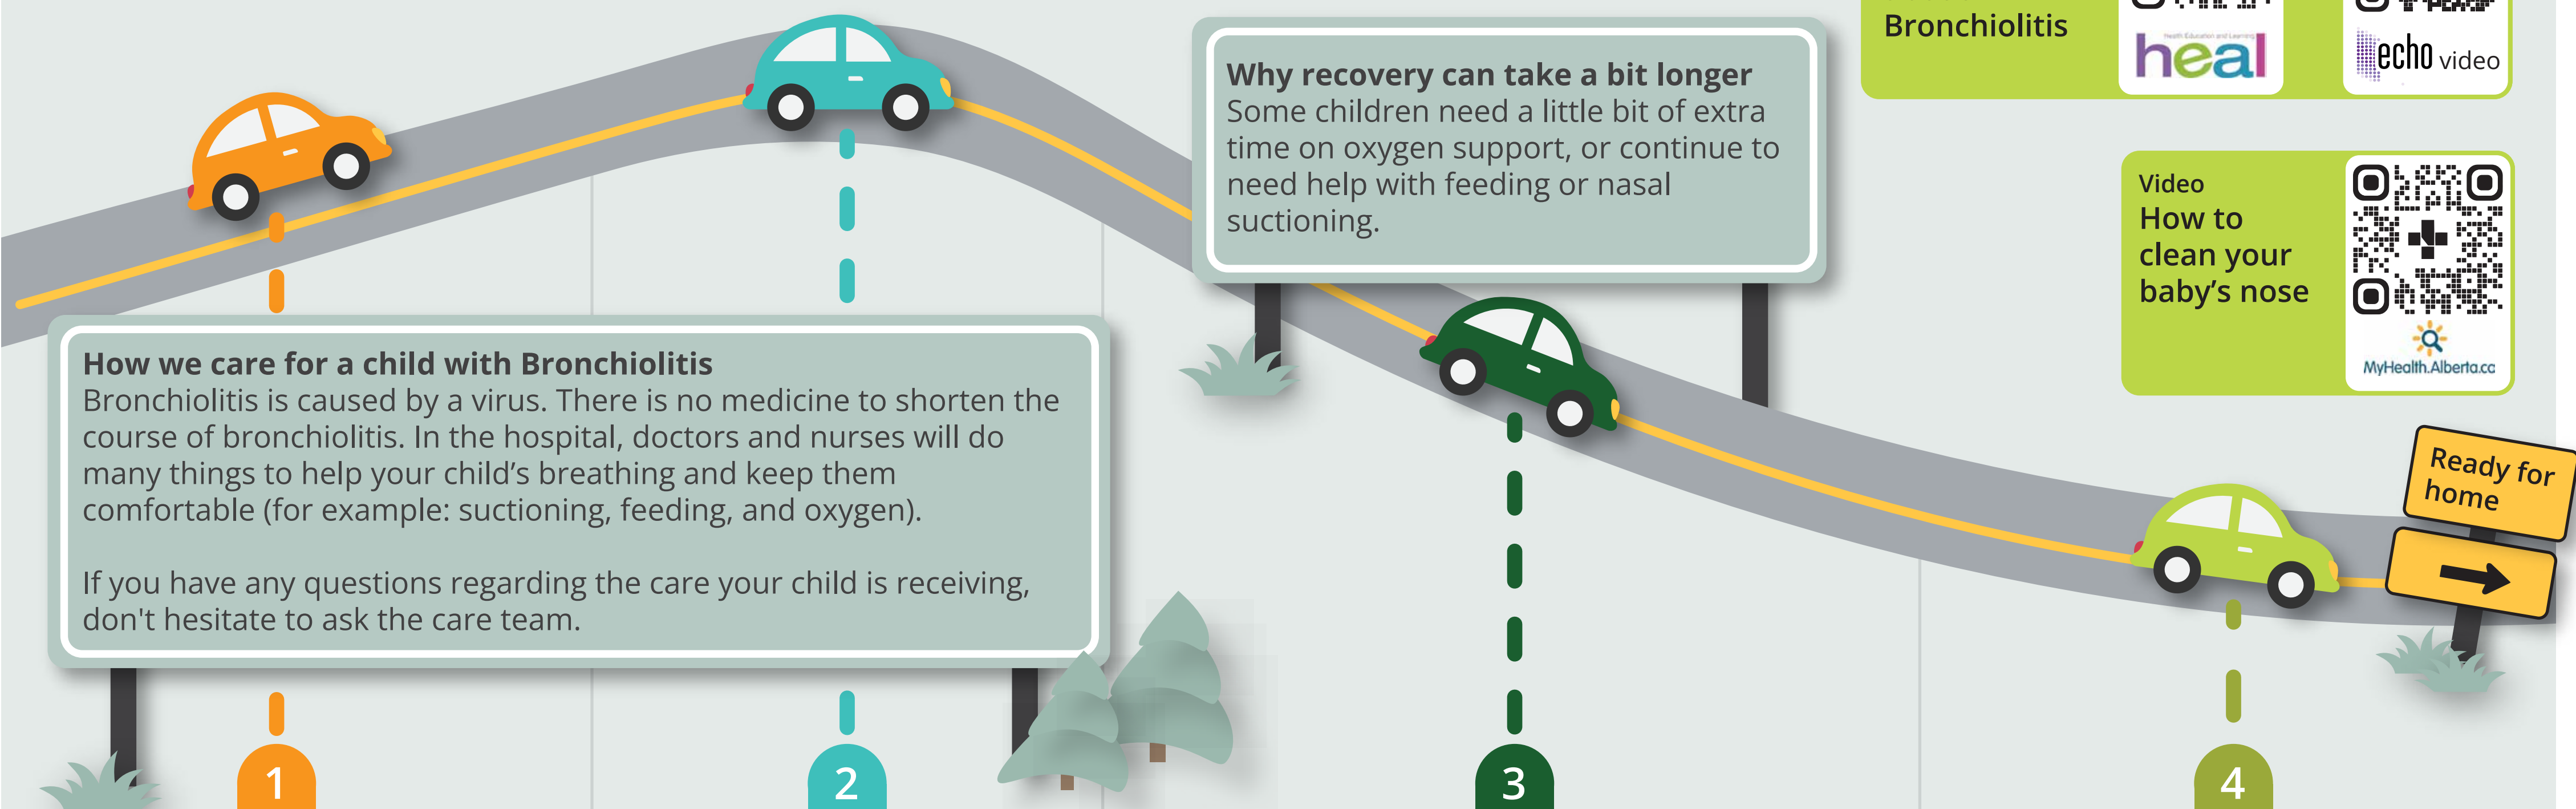 Bronchiolitis
Health Education and Learning
heal
echo video
Why recovery can take a bit longer
Some children need a little bit of extra
time on oxygen support, or continue to
need help with feeding or nasal
suctioning.
Video
How to
clean your
baby’s nose
MyHealth.Alberta.ca
How we care for a child with Bronchiolitis
Bronchiolitis is caused by a virus. There is no medicine to shorten the
course of bronchiolitis. In the hospital, doctors and nurses will do
many things to help your child’s breathing and keep them
comfortable (for example: suctioning, feeding, and oxygen).
If you have any questions regarding the care your child is receiving,
don't hesitate to ask the care team.
Ready for
home
1
2
3
4